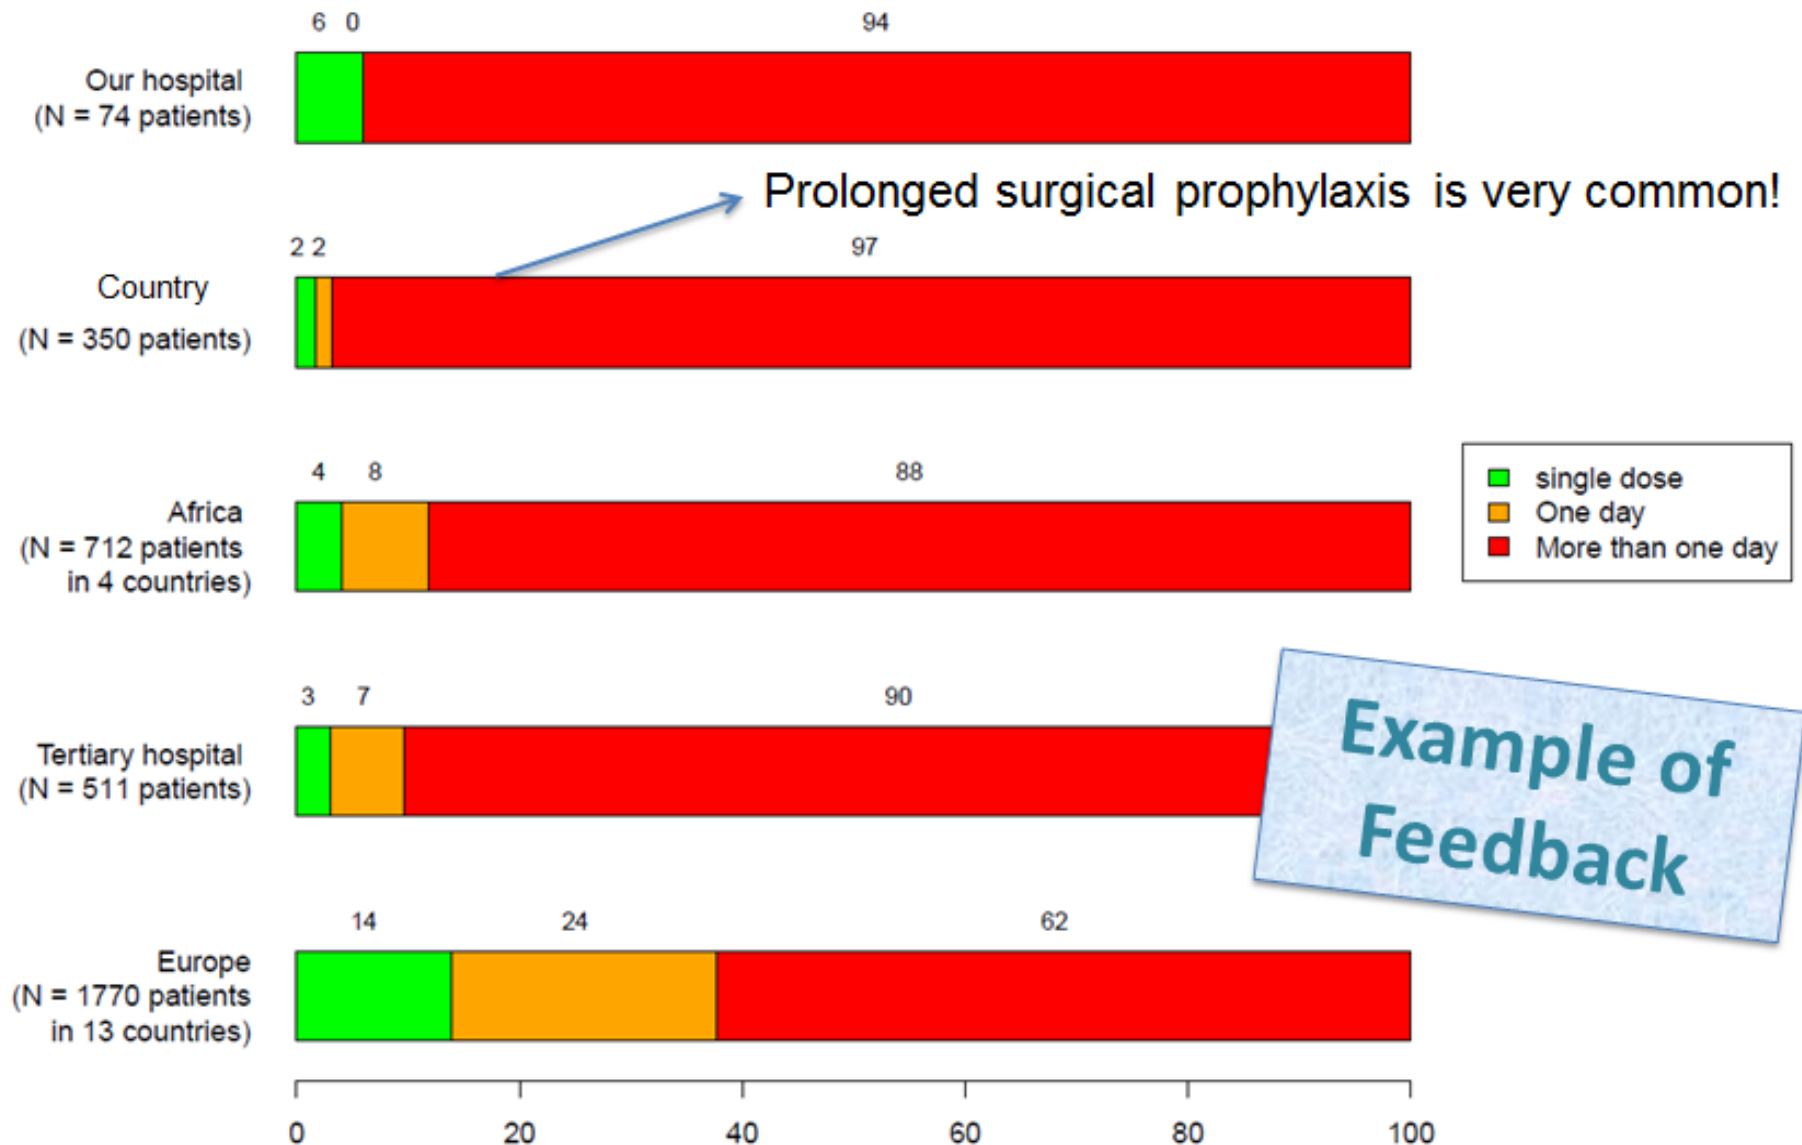 6 0 94
Our hospital
(N = 74 patients)
Prolonged surgical prophylaxis is very common!
2 2 97
Country
(N = 350 patients)
4 8 88
Africa
(N = 712 patients
in 4 countries)
single dose
One day
More than one day
3 7 90
Tertiary hospital
(N = 511 patients)
Example of
Feedback
14 24 62
Europe
(N = 1770 patients
in 13 countries)
0 20 40 60 80 100